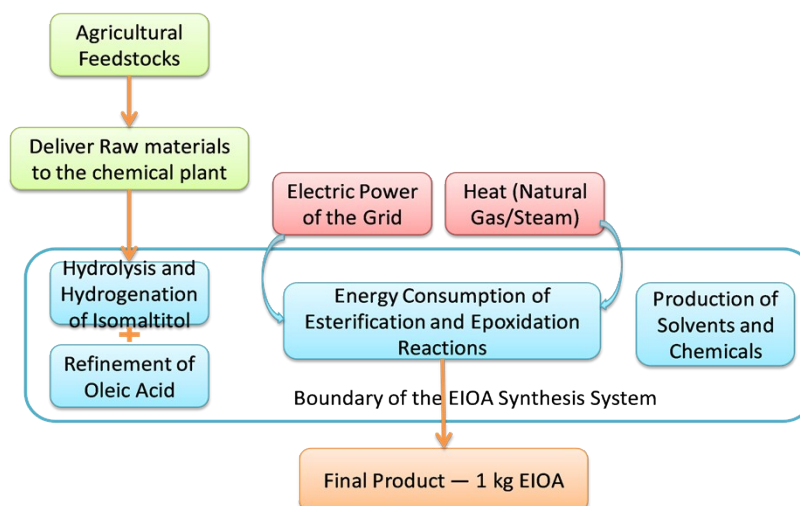 Agricultural
Feedstocks
Deliver Raw materials
to the chemical plant
Electric Power
of the Grid
Heat (Natural
Gas/Steam)
Hydrolysis and
Hydrogenation
of Isomaltitol
+
Refinement of
Oleic Acid
Energy Consumption of
Esterification and Epoxidation
Reactions
Production of
Solvents and
Chemicals
Boundary of the EIOA Synthesis System
Final Product — 1 kg EIOA